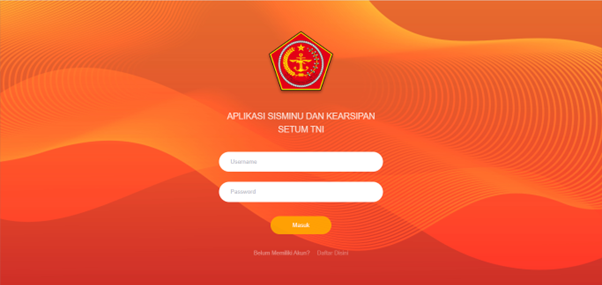 APLIKASI SISMINU DAN KEARSIPAN
SETUM TNI
Username
Password
Masuk
Belum Memiliki Akun? Daftar Disini